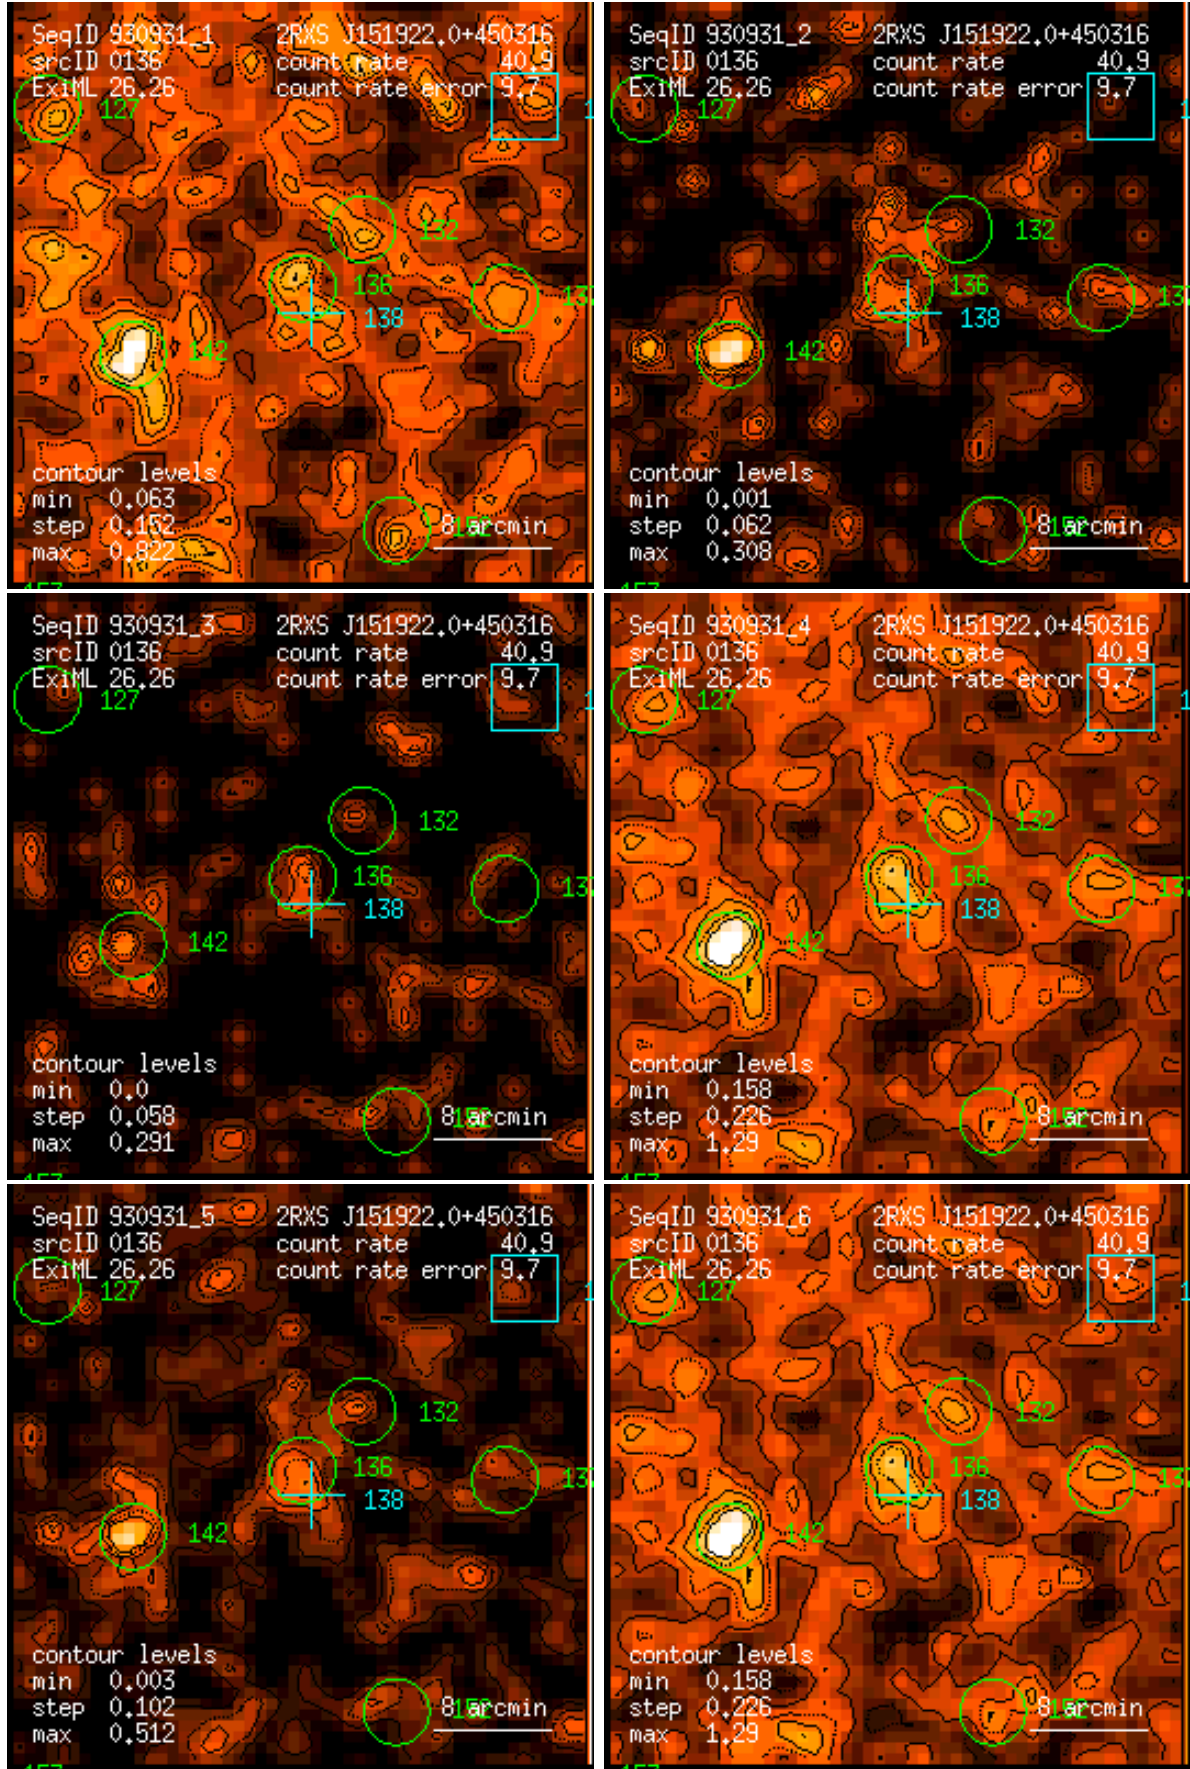 SeqID 930931_1 2RXS J151922.0+450316
srcID 0136 count rate 40.9
ExiML 26.26 count rate error 9.7
127
132
136
138
142
contour levels
min 0.063
step 0.152
max 0.822
8 arcmin
SeqID 930931_2 2RXS J151922.0+450316
srcID 0136 count rate 40.9
ExiML 26.26 count rate error 9.7
127
132
136
138
142
contour levels
min 0.001
step 0.062
max 0.308
8 arcmin
SeqID 930931_3 2RXS J151922.0+450316
srcID 0136 count rate 40.9
ExiML 26.26 count rate error 9.7
127
132
136
138
142
contour levels
min 0.0
step 0.058
max 0.291
8 arcmin
SeqID 930931_4 2RXS J151922.0+450316
srcID 0136 count rate 40.9
ExiML 26.26 count rate error 9.7
127
132
136
138
142
contour levels
min 0.158
step 0.226
max 1.29
8 arcmin
SeqID 930931_5 2RXS J151922.0+450316
srcID 0136 count rate 40.9
ExiML 26.26 count rate error 9.7
127
132
136
138
142
contour levels
min 0.003
step 0.102
max 0.512
8 arcmin
SeqID 930931_6 2RXS J151922.0+450316
srcID 0136 count rate 40.9
ExiML 26.26 count rate error 9.7
127
132
136
138
142
contour levels
min 0.158
step 0.226
max 1.29
8 arcmin